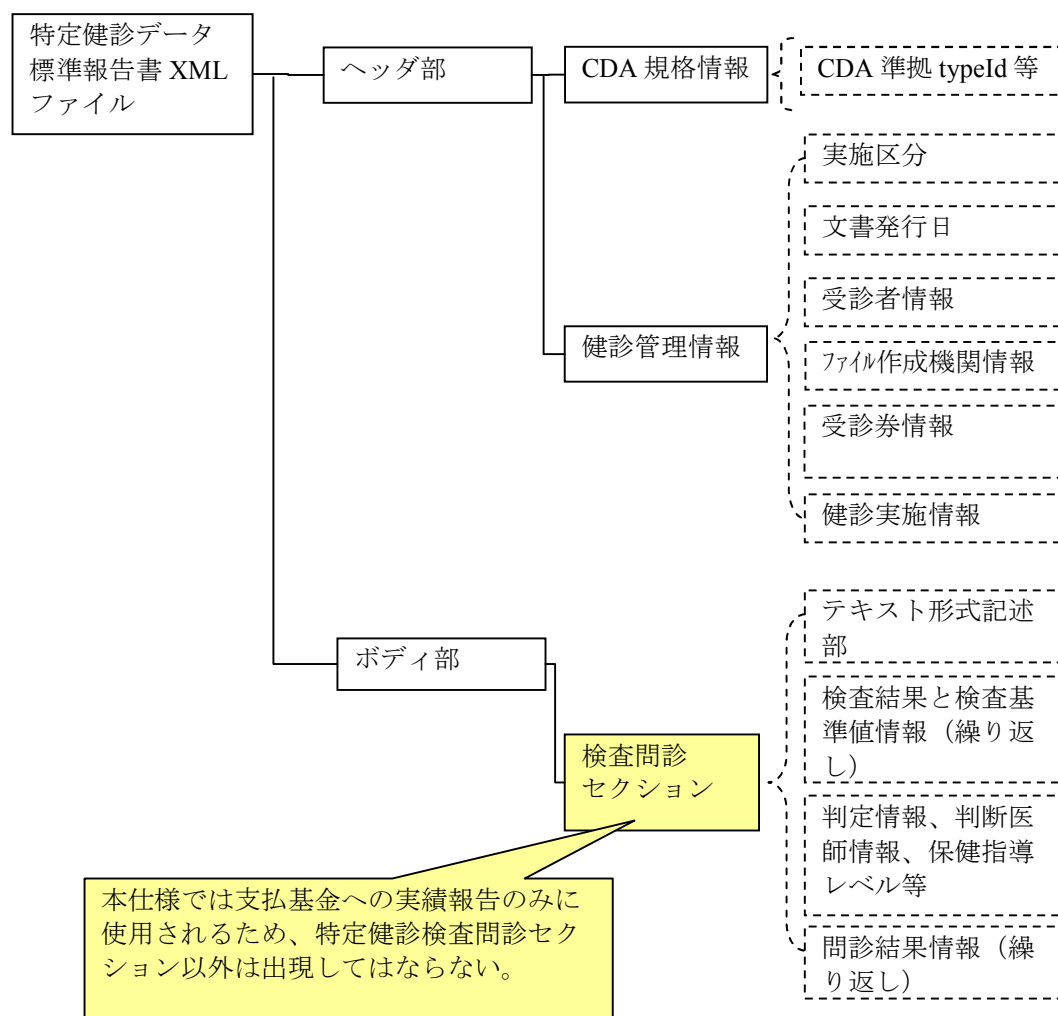 特定健診データ
標準報告書 XML
ファイル
ヘッダ部
CDA 規格情報
CDA 準拠 typeId 等
健診管理情報
実施区分
文書発行日
受診者情報
ﾌｧｲﾙ作成機関情報
受診券情報
健診実施情報
ボディ部
検査問診
セクション
テキスト形式記述
部
検査結果と検査基
準値情報（繰り返
し）
判定情報、判断医
師情報、保健指導
レベル等
問診結果情報（繰
り返し）
本仕様では支払基金への実績報告のみに
使用されるため、特定健診検査問診セク
ション以外は出現してはならない。